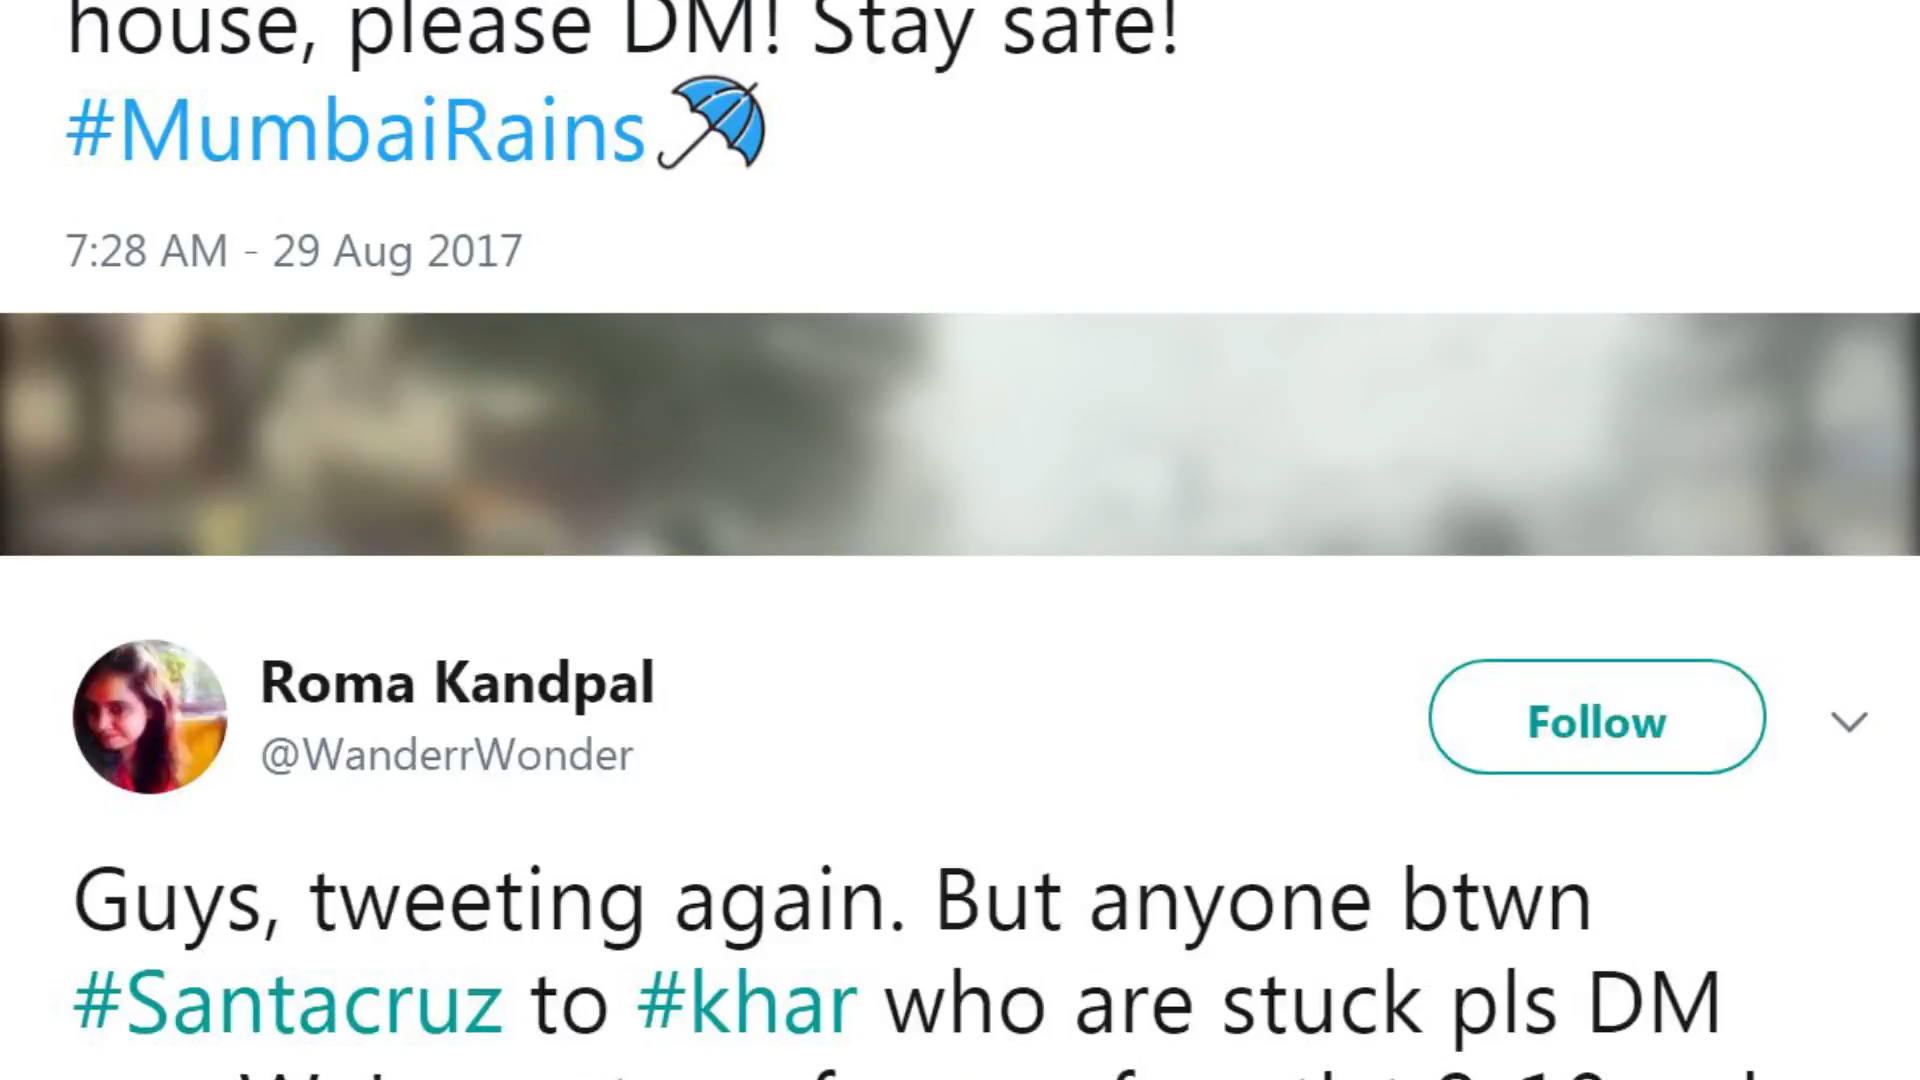 house, please DM! Stay safe!
#MumbaiRains
7:28 AM - 29 Aug 2017
Roma Kandpal
@WanderrWonder
Follow
Guys, tweeting again. But anyone btwn
#Santacruz to #khar who are stuck pls DM